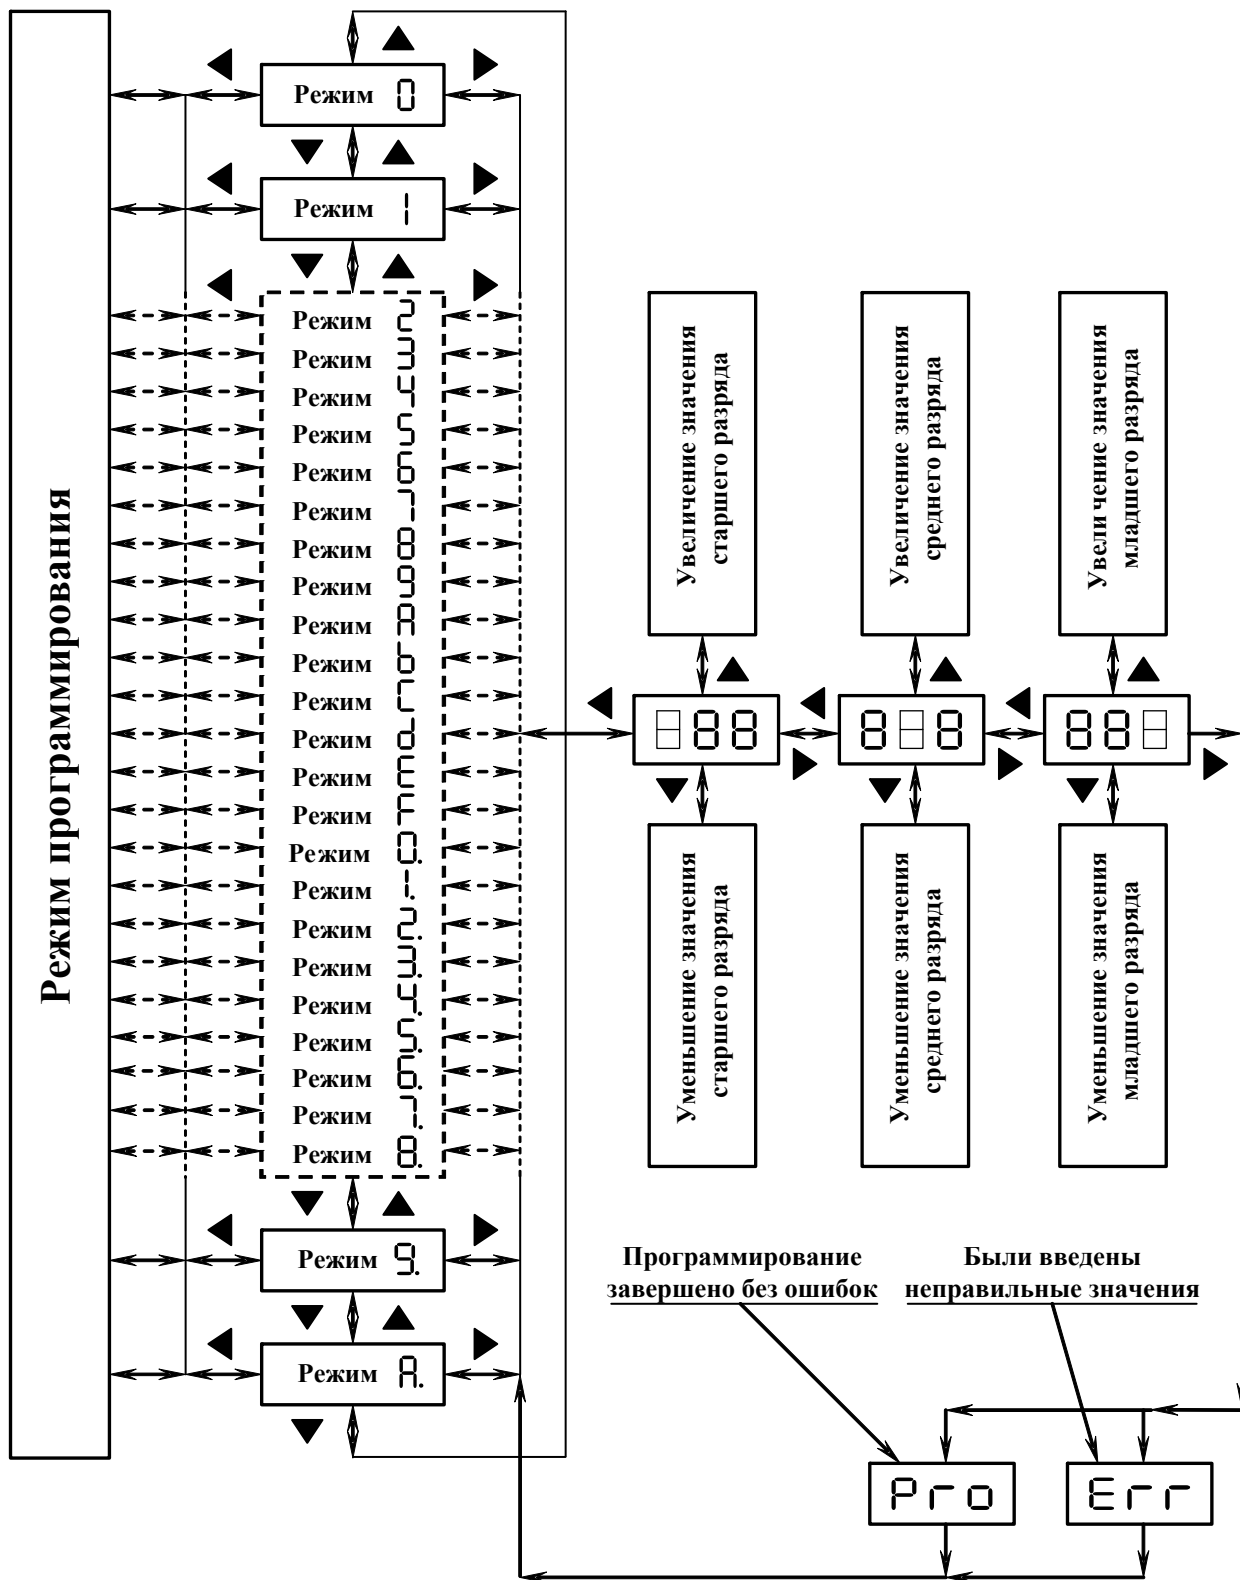 Режим программирования
Режим 0
Режим 1
Режим 2
Режим 3
Режим 4
Режим 5
Режим 6
Режим 7
Режим 8
Режим 9
Режим A
Режим b
Режим Г
Режим d
Режим E
Режим F
Режим 0.
Режим 1.
Режим 2.
Режим 3.
Режим 4.
Режим 5.
Режим 6.
Режим 7.
Режим 8.
Режим 9.
Режим A.
Увеличение значения
старшего разряда
Увеличение значения
среднего разряда
Увеличение значения
младшего разряда
888
888
888
Уменьшение значения
старшего разряда
Уменьшение значения
среднего разряда
Уменьшение значения
младшего разряда
Программирование
завершено без ошибок
Были введены
неправильные значения
Pro
Err